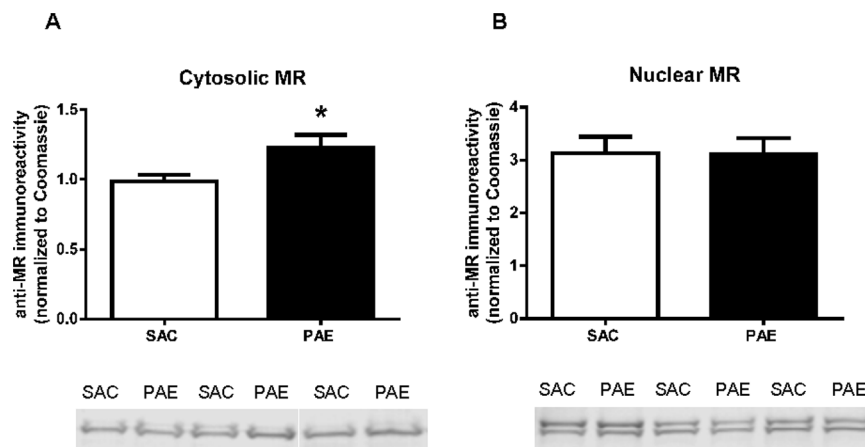 A
Cytosolic MR
anti-MR immunoreactivity
(normalized to Coomassie)
1.5
1.0
0.5
0.0
*
SAC PAE
SAC PAE SAC PAE SAC PAE
B
Nuclear MR
anti-MR immunoreactivity
(normalized to Coomassie)
4
3
2
1
0
SAC PAE
SAC PAE SAC PAE SAC PAE